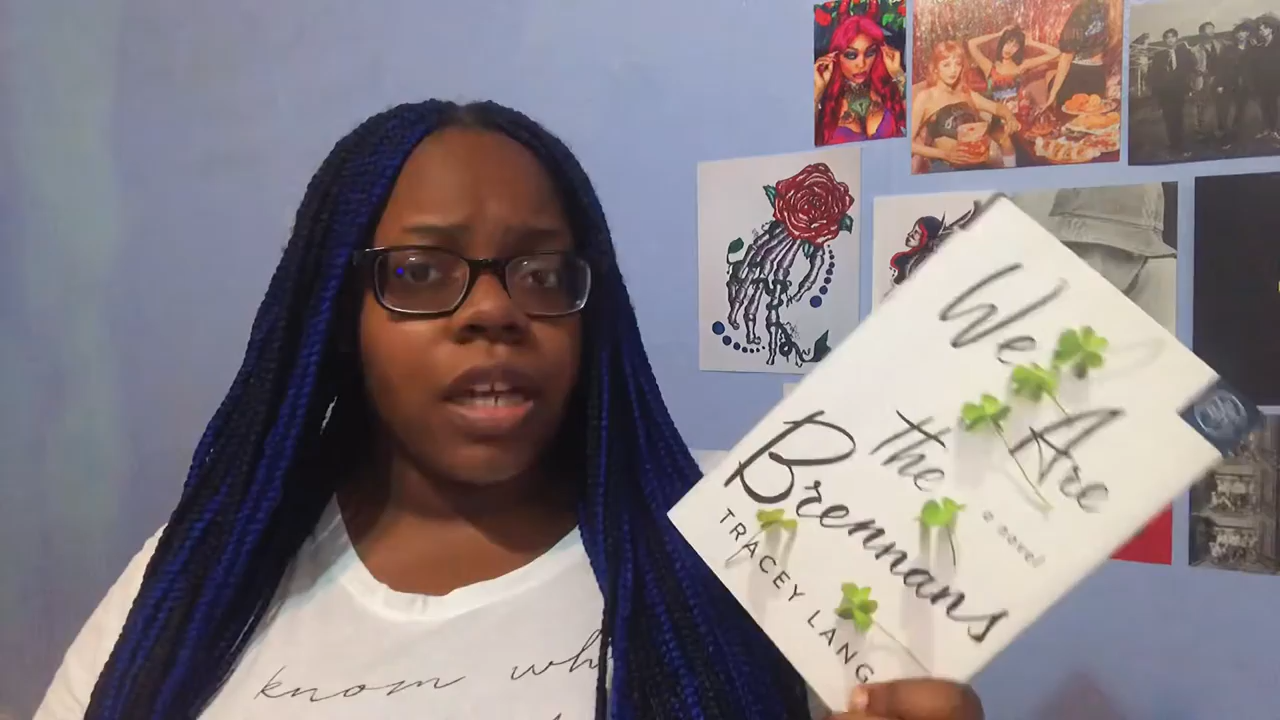 We
Are
the
Brennans
a novel
TRACEY LANG
know wh